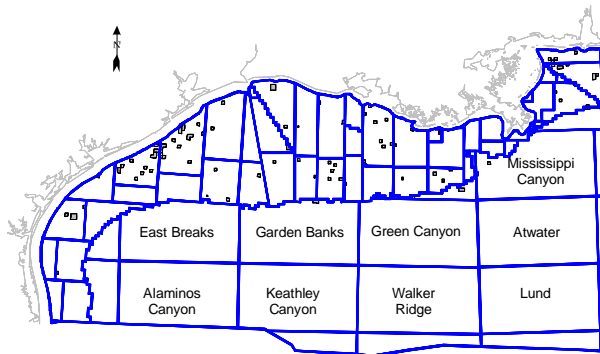 N
Mississippi
Canyon
East Breaks
Garden Banks
Green Canyon
Atwater
Alaminos
Canyon
Keathley
Canyon
Walker
Ridge
Lund